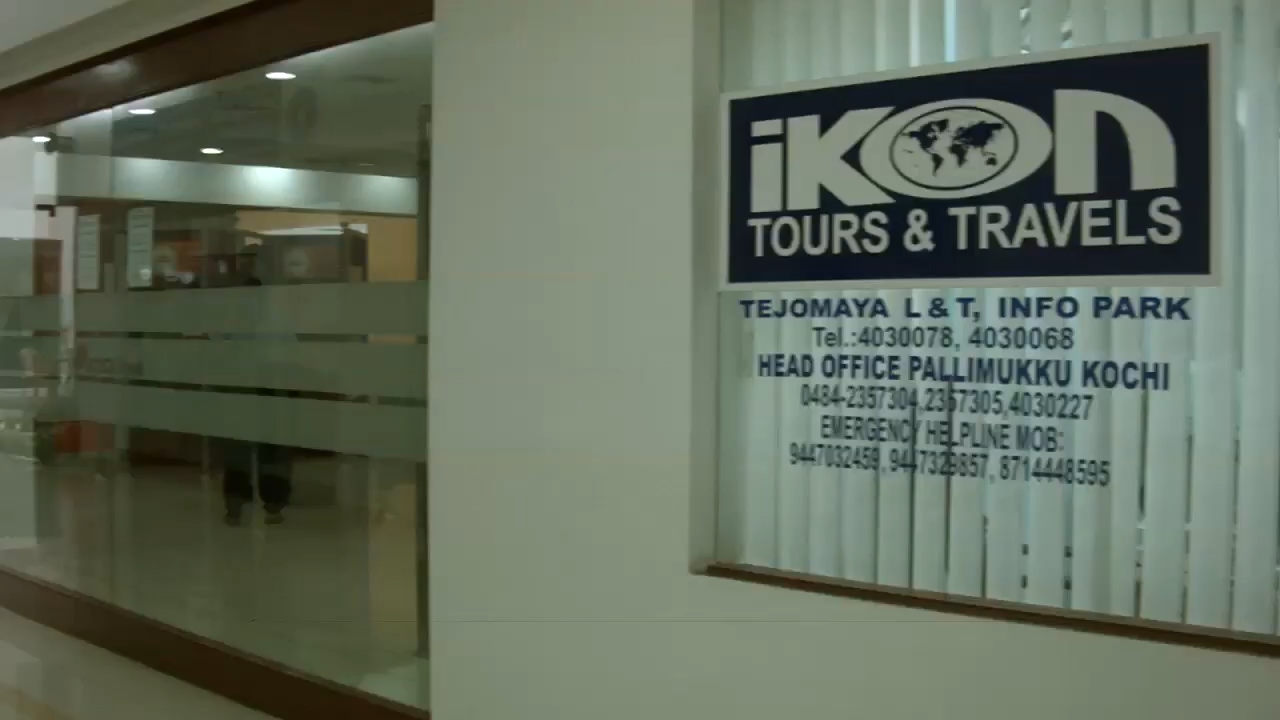 iKON
TOURS & TRAVELS
TEJOMAYA L & T, INFO PARK
Tel.:4030078, 4030068
HEAD OFFICE PALLIMUKKU KOCHI
0484-2357304,2357305,4030227
EMERGENCY HELPLINE MOB:
9447032459, 9447329857, 8714448595